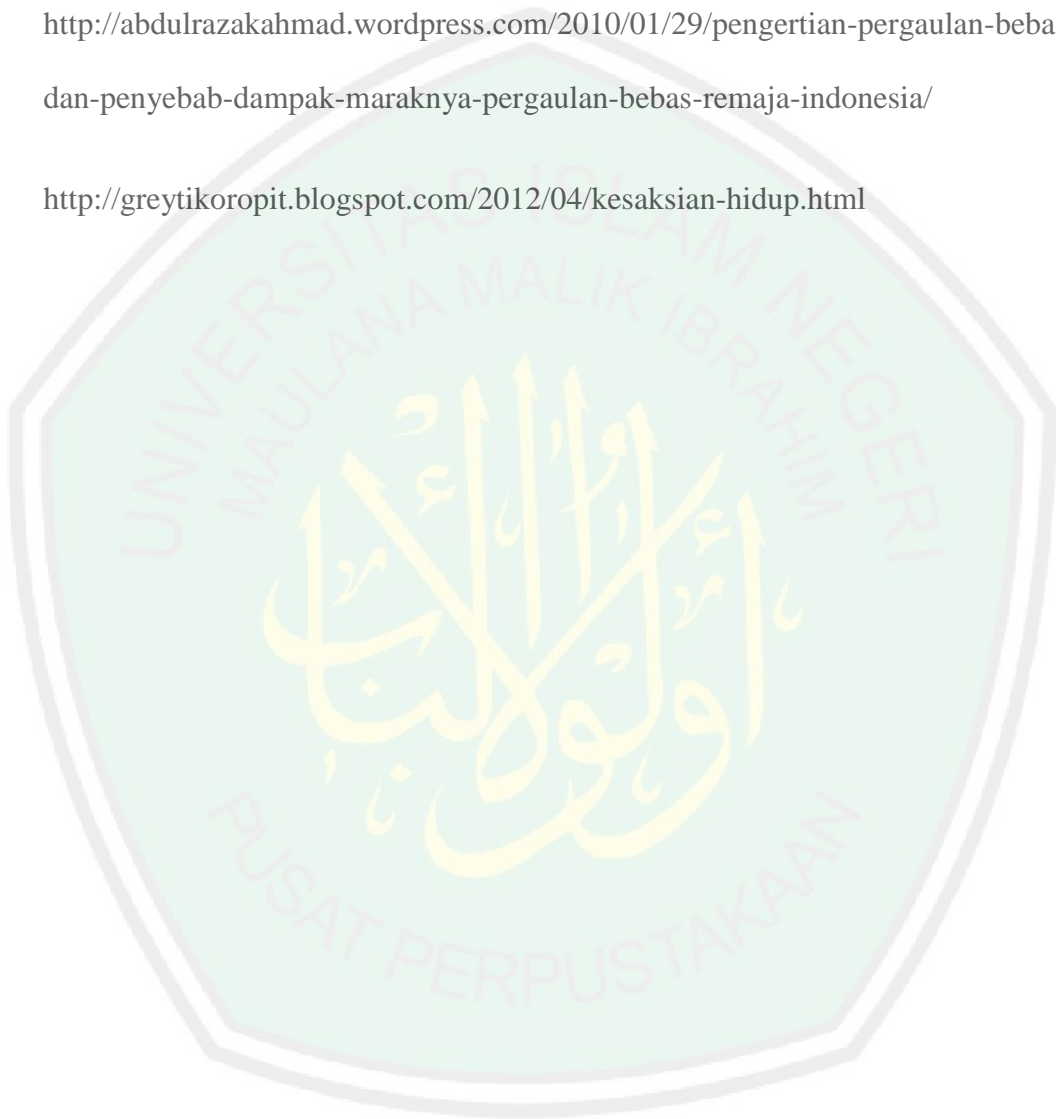 http://abdulrazakahmad.wordpress.com/2010/01/29/pengertian-pergaulan-beba
dan-penyebab-dampak-maraknya-pergaulan-bebas-remaja-indonesia/
http://greytikoropit.blogspot.com/2012/04/kesaksian-hidup.html
UNIVERSITAS ISLAM NEGERI
MAULANA MALIK IBRAHIM
PUSAT PERPUSTAKAAN